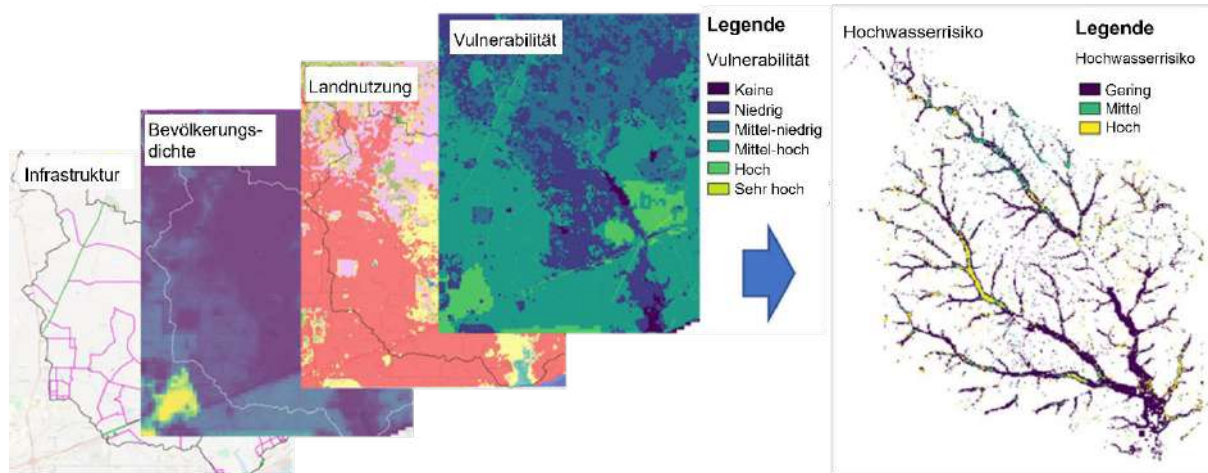 Infrastruktur
Bevölkerungs-
dichte
Landnutzung
Vulnerabilität
Legende
Vulnerabilität
Keine
Niedrig
Mittel-niedrig
Mittel-hoch
Hoch
Sehr hoch
Hochwasserrisiko
Legende
Hochwasserrisiko
Gering
Mittel
Hoch